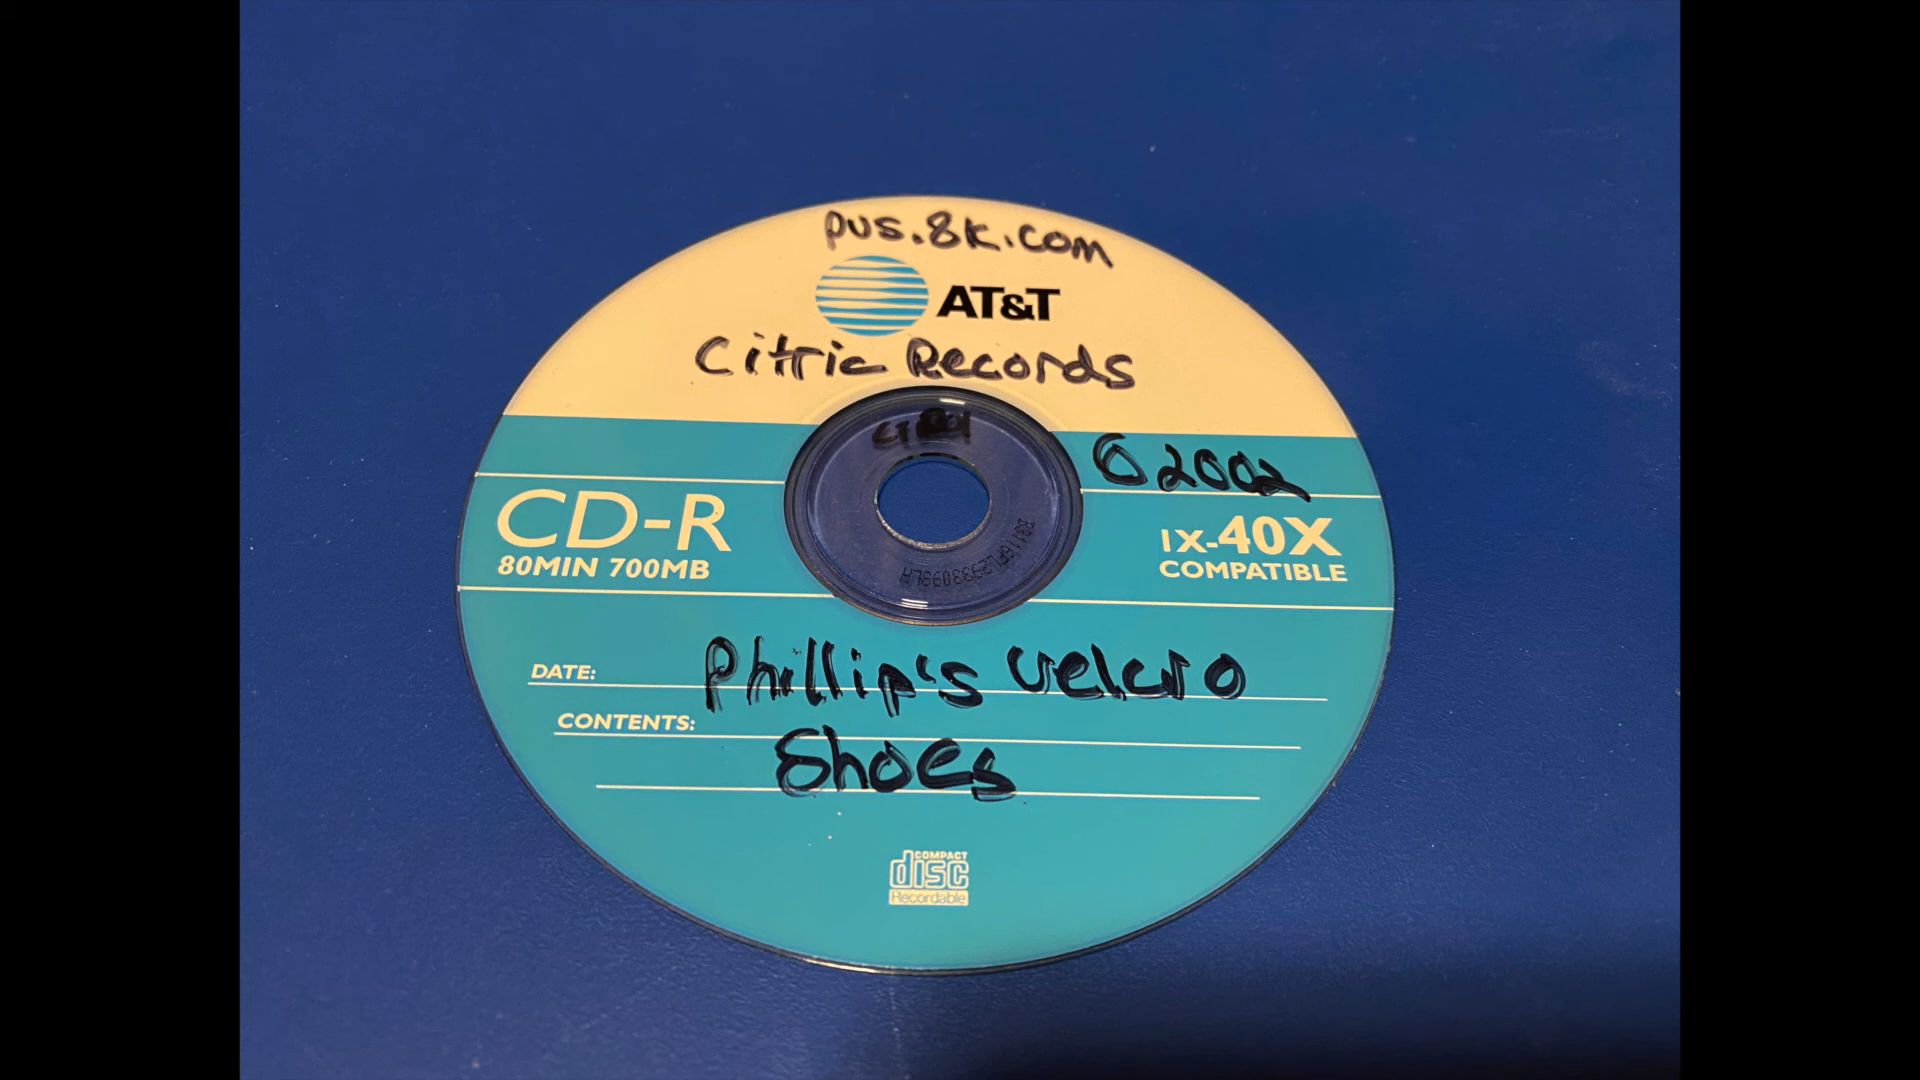 pus.8k.com
AT&T
Citric Records
© 2002
CD-R
80MIN 700MB
1X-40X
COMPATIBLE
DATE:
Phillip's Velcro
CONTENTS:
Shoes
COMPACT
disc
Recordable